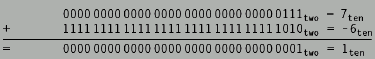 0000 0000 0000 0000 0000 0000 0000 0111two = 7ten
+ 1111 1111 1111 1111 1111 1111 1111 1010two = -6ten
= 0000 0000 0000 0000 0000 0000 0000 0001two = 1ten